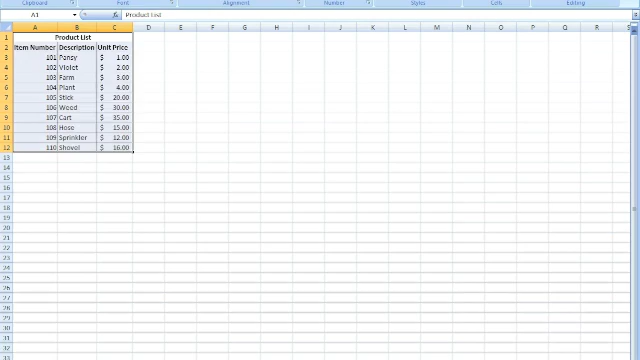 Clipboard Font Alignment Number Styles Cells Editing
A1 fx Product List
A B C D E F G H I J K L M N O P Q R S
1 Product List
2 Item Number Description Unit Price
3 101 Pansy $ 1.00
4 102 Violet $ 2.00
5 103 Farm $ 3.00
6 104 Plant $ 4.00
7 105 Stick $ 20.00
8 106 Weed $ 30.00
9 107 Cart $ 35.00
10 108 Hose $ 15.00
11 109 Sprinkler $ 12.00
12 110 Shovel $ 16.00
13
14
15
16
17
18
19
20
21
22
23
24
25
26
27
28
29
30
31
32
33